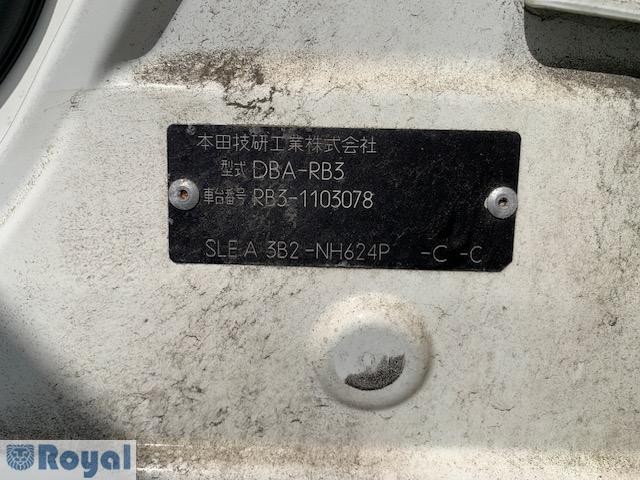 本田技研工業株式会社
型式 DBA-RB3
車台番号 RB3-1103078
SLE A 3B2-NH624P -C -C
Royal